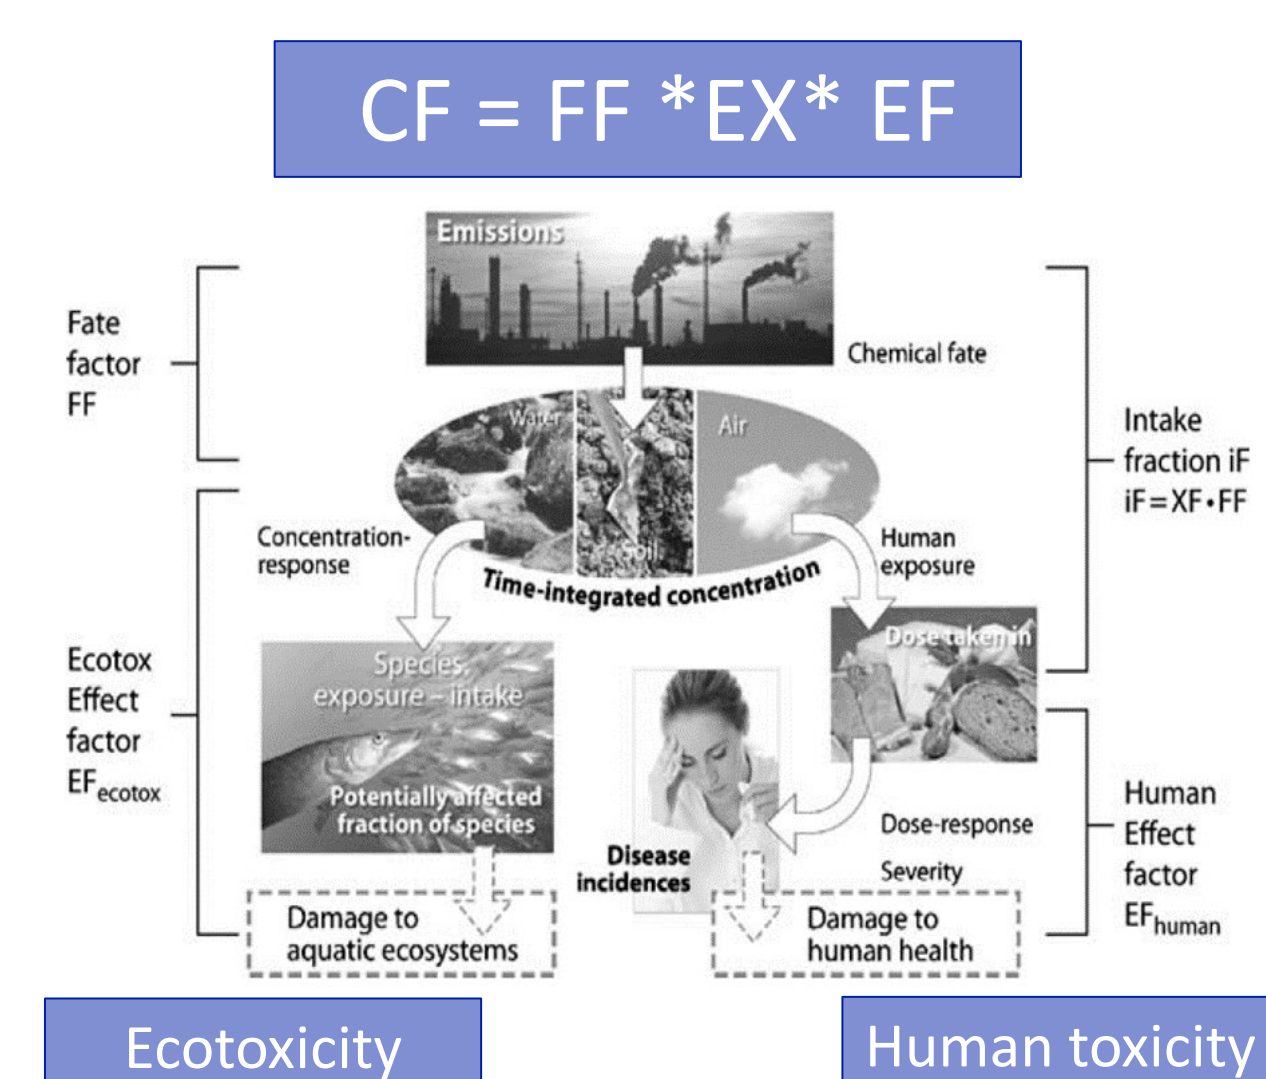 CF = FF *EX* EF
Emissions
Fate
factor
FF
Chemical fate
Water
Soil
Air
Time-integrated concentration
Intake
fraction iF
iF=XF•FF
Concentration-
response
Human
exposure
Dose taken in
Species,
exposure – intake
Potentially affected
fraction of species
Ecotox
Effect
factor
EFecotox
Disease
incidences
Dose-response
Severity
Human
Effect
factor
EFhuman
Damage to
aquatic ecosystems
Damage to
human health
Ecotoxicity
Human toxicity